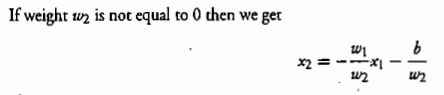 If weight w₂ is not equal to 0 then we get
x₂ = −(w₁/w₂)x₁ − b/w₂